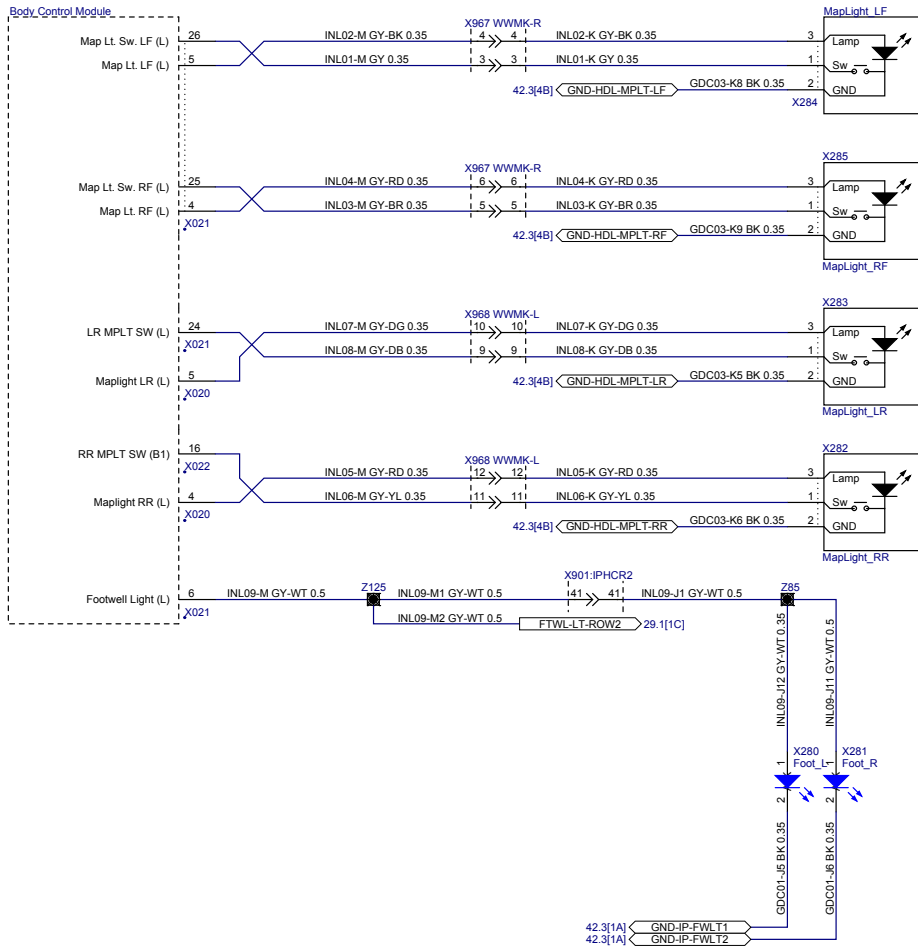 Body Control Module
X967 WWMK-R
MapLight_LF
Map Lt. Sw. LF (L) 26 INL02-M GY-BK 0.35 4 4 INL02-K GY-BK 0.35 3 Lamp
Map Lt. LF (L) 5 INL01-M GY 0.35 3 3 INL01-K GY 0.35 1 Sw
42.3[4B] GND-HDL-MPLT-LF GDC03-K8 BK 0.35 2 GND
X284
X967 WWMK-R
X285
Map Lt. Sw. RF (L) 25 INL04-M GY-RD 0.35 6 6 INL04-K GY-RD 0.35 3 Lamp
Map Lt. RF (L) 4 INL03-M GY-BR 0.35 5 5 INL03-K GY-BR 0.35 1 Sw
X021
42.3[4B] GND-HDL-MPLT-RF GDC03-K9 BK 0.35 2 GND
MapLight_RF
X968 WWMK-L
X283
LR MPLT SW (L) 24 INL07-M GY-DG 0.35 10 10 INL07-K GY-DG 0.35 3 Lamp
X021
INL08-M GY-DB 0.35 9 9 INL08-K GY-DB 0.35 1 Sw
Maplight LR (L) 5 42.3[4B] GND-HDL-MPLT-LR GDC03-K5 BK 0.35 2 GND
X020
MapLight_LR
RR MPLT SW (B1) 16
X022
X968 WWMK-L
X282
INL05-M GY-RD 0.35 12 12 INL05-K GY-RD 0.35 3 Lamp
Maplight RR (L) 4 INL06-M GY-YL 0.35 11 11 INL06-K GY-YL 0.35 1 Sw
X020
42.3[4B] GND-HDL-MPLT-RR GDC03-K6 BK 0.35 2 GND
MapLight_RR
X901:IPHCR2
Footwell Light (L) 6 INL09-M GY-WT 0.5 Z125 INL09-M1 GY-WT 0.5 41 41 INL09-J1 GY-WT 0.5 Z85
X021
INL09-M2 GY-WT 0.5 FTWL-LT-ROW2 29.1[1C]
INL09-J12 GY-WT 0.35
INL09-J11 GY-WT 0.5
1 X280 Foot_L 2
1 X281 Foot_R 2
GDC01-J5 BK 0.35
GDC01-J6 BK 0.35
42.3[1A] GND-IP-FWLT1
42.3[1A] GND-IP-FWLT2